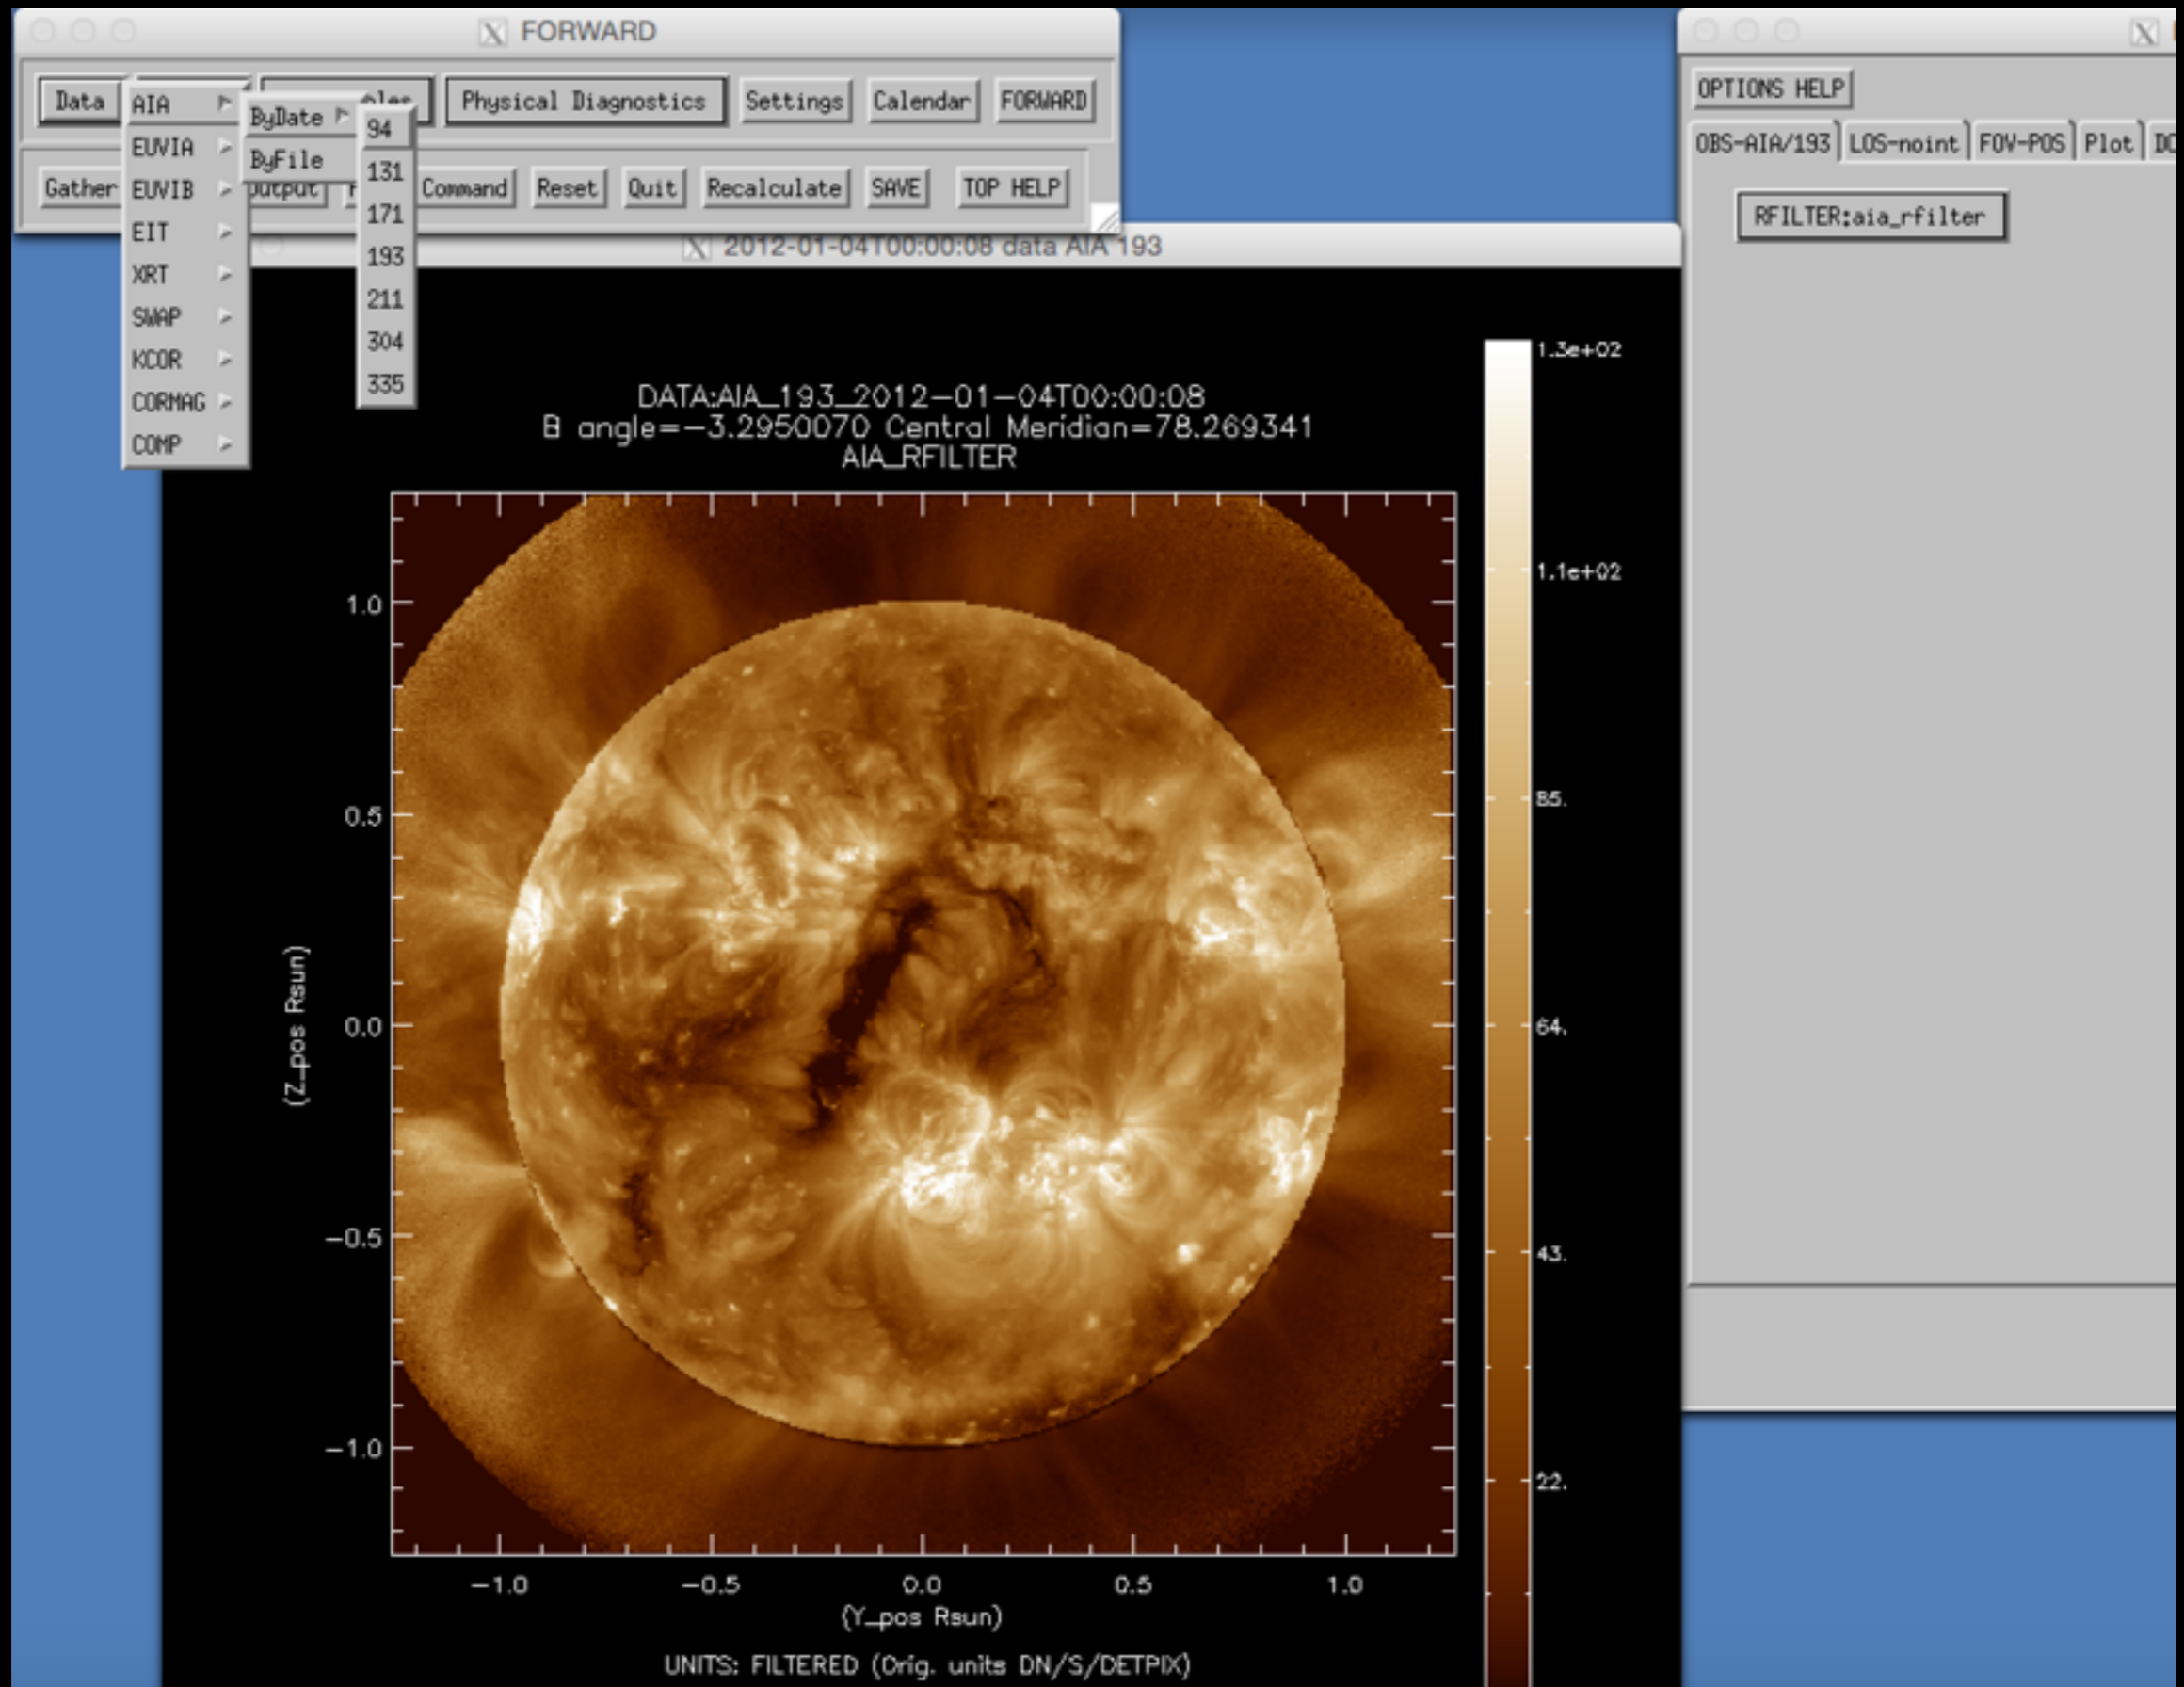 FORWARD
Data
Physical Diagnostics
Settings
Calendar
FORWARD
Gather
Command
Reset
Quit
Recalculate
SAVE
TOP HELP
AIA
EUVIA
EUVIB
EIT
XRT
SWAP
KCOR
CORMAG
COMP
ByDate
ByFile
94
131
171
193
211
304
335
OPTIONS HELP
OBS-AIA/193
LOS-noint
FOV-POS
Plot
RFILTER:aia_rfilter
2012-01-04T00:00:08 data AIA 193
DATA:AIA_193_2012-01-04T00:00:08
B angle=-3.2950070 Central Meridian=78.269341
AIA_RFILTER
1.3e+02
1.1e+02
85.
64.
43.
22.
1.0
0.5
0.0
-0.5
-1.0
(Z_pos Rsun)
-1.0 -0.5 0.0 0.5 1.0
(Y_pos Rsun)
UNITS: FILTERED (Orig. units DN/S/DETPIX)